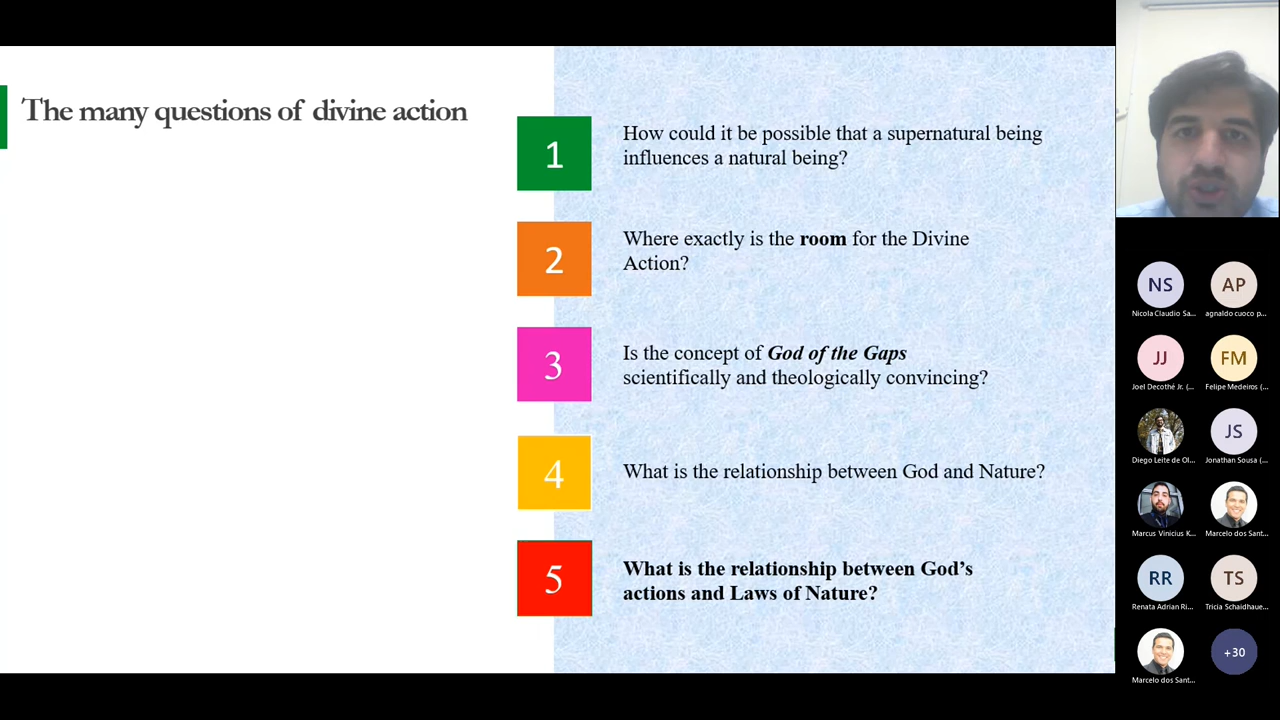 The many questions of divine action
1
How could it be possible that a supernatural being
influences a natural being?
2
Where exactly is the room for the Divine
Action?
3
Is the concept of God of the Gaps
scientifically and theologically convincing?
4
What is the relationship between God and Nature?
5
What is the relationship between God’s
actions and Laws of Nature?
NS
AP
Nicola Claudio Sa...
agnaldo cuoco p...
JJ
FM
Joel Decothé Jr. (...
Felipe Medeiros (...
JS
Diego Leite de Ol...
Jonathan Sousa (...
Marcus Vinicius K...
Marcelo dos Sant...
RR
TS
Renata Adrian Ri...
Tricia Schaidhaue...
+30
Marcelo dos Sant...